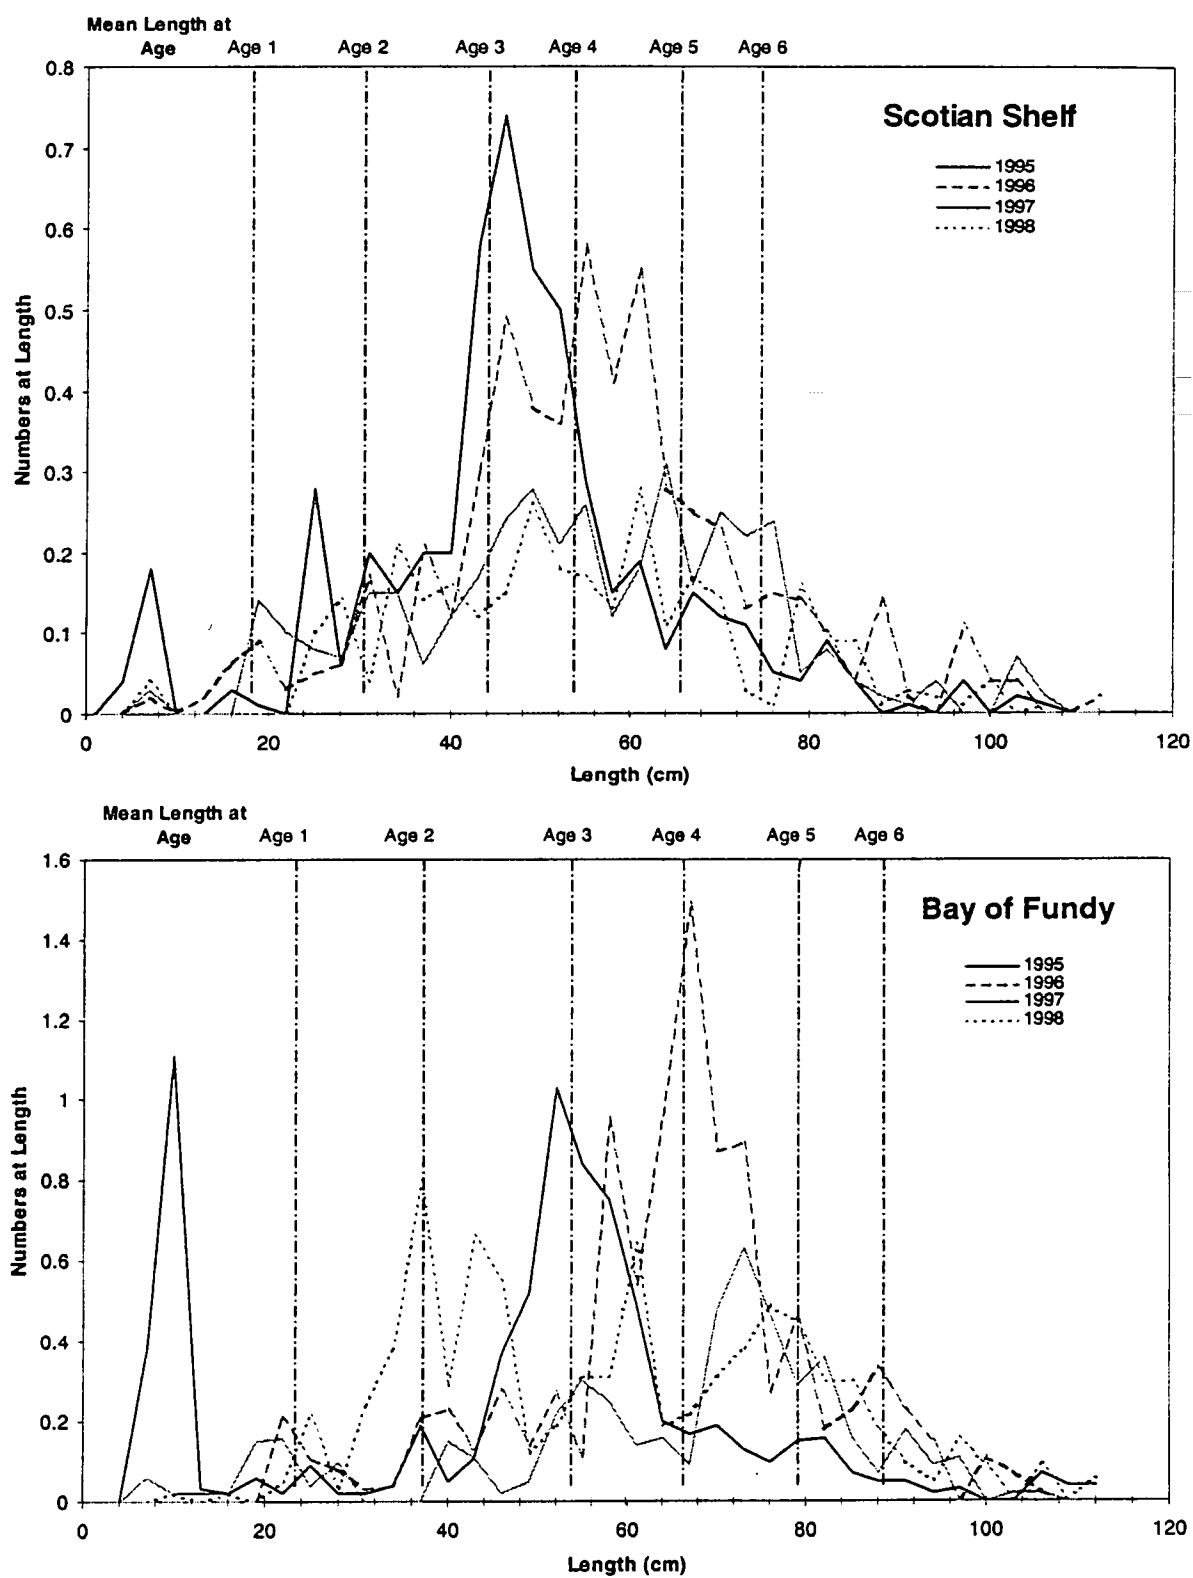 Mean Length at
Age Age 1 Age 2 Age 3 Age 4 Age 5 Age 6
0.8
Scotian Shelf
0.7
1995
1996
1997
0.6
1998
0.5
Numbers at Length
0.4
0.3
0.2
0.1
0
0 20 40 60 80 100 120
Length (cm)
Mean Length at
Age Age 1 Age 2 Age 3 Age 4 Age 5 Age 6
1.6
Bay of Fundy
1.4
1995
1996
1997
1998
1.2
1
Numbers at Length
0.8
0.6
0.4
0.2
0
0 20 40 60 80 100 120
Length (cm)